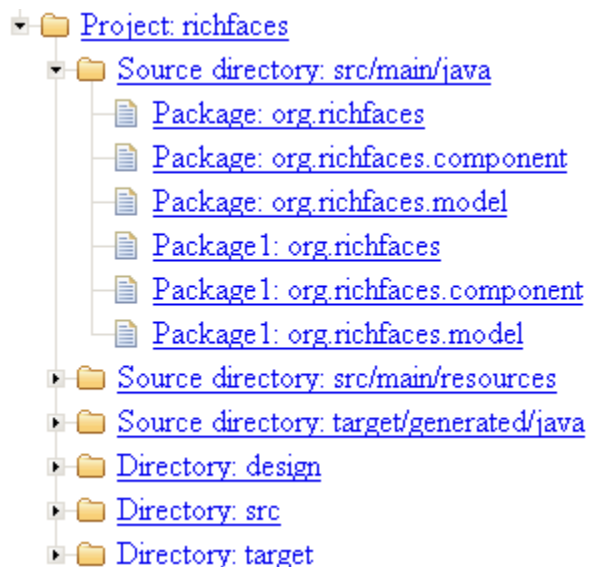 Project: richfaces
Source directory: src/main/java
Package: org.richfaces
Package: org.richfaces.component
Package: org.richfaces.model
Package1: org.richfaces
Package1: org.richfaces.component
Package1: org.richfaces.model
Source directory: src/main/resources
Source directory: target/generated/java
Directory: design
Directory: src
Directory: target